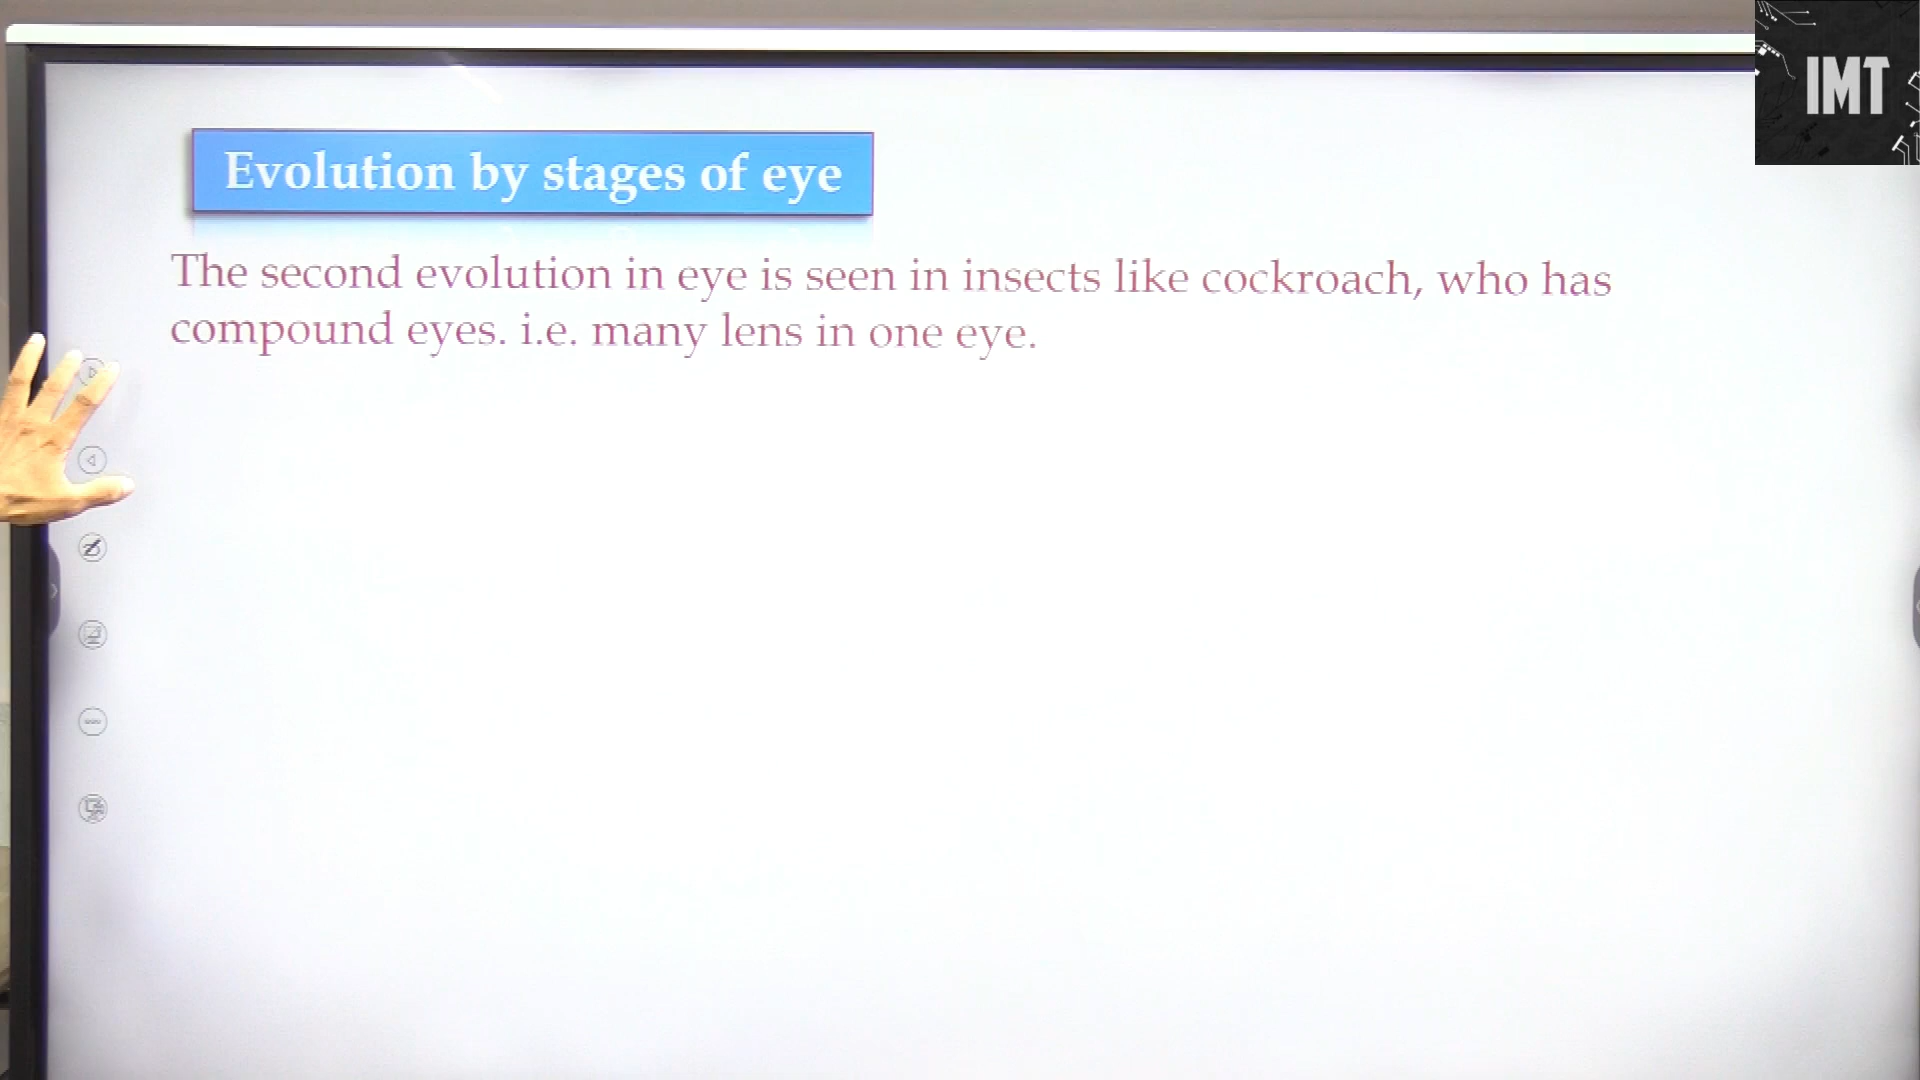 IMT
Evolution by stages of eye
The second evolution in eye is seen in insects like cockroach, who has
compound eyes. i.e. many lens in one eye.